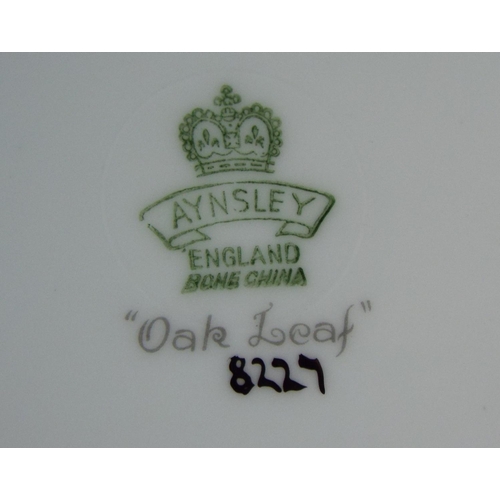 AYNSLEY
ENGLAND
BONE CHINA
"Oak Leaf"
8227